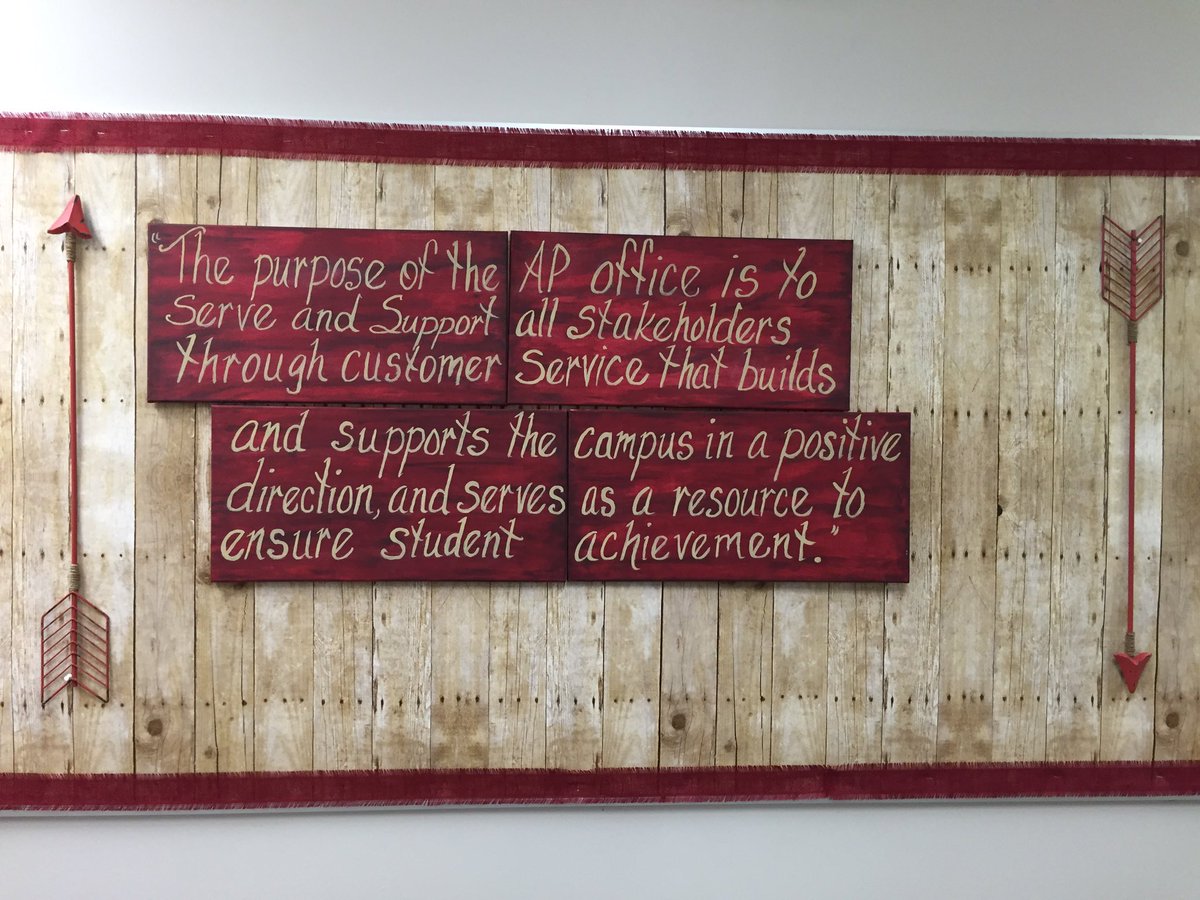 "The purpose of the AP office is to
Serve and Support all stakeholders
through customer Service that builds
and supports the campus in a positive
direction, and serves as a resource to
ensure student achievement."